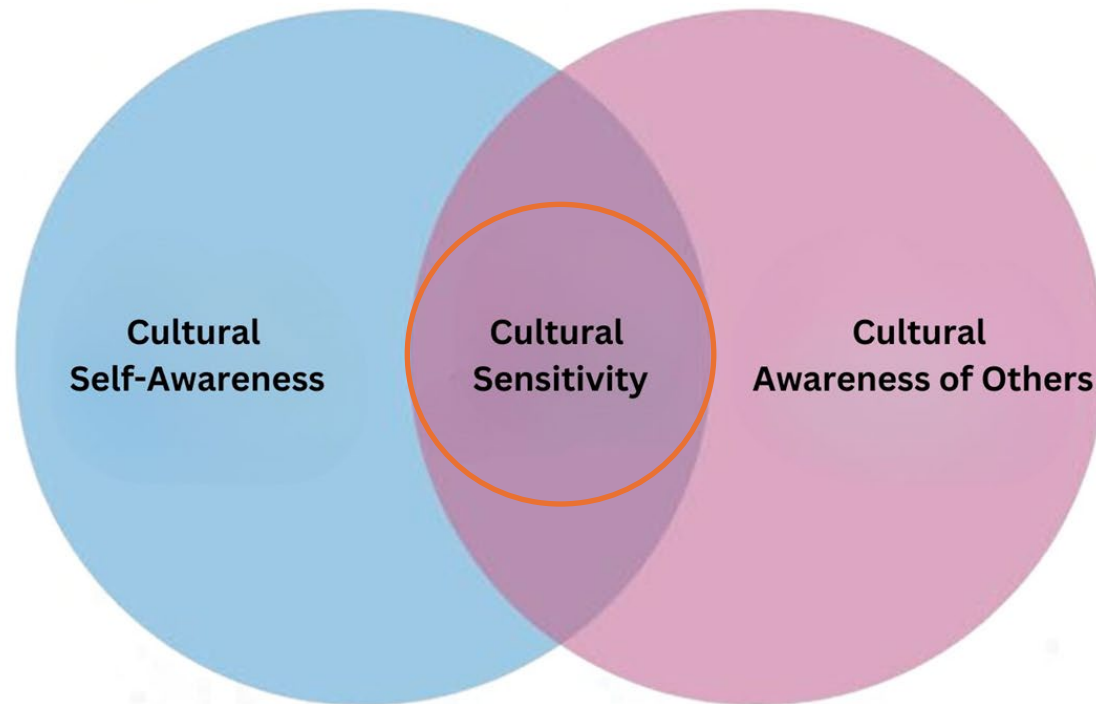 Cultural
Self-Awareness
Cultural
Sensitivity
Cultural
Awareness of Others